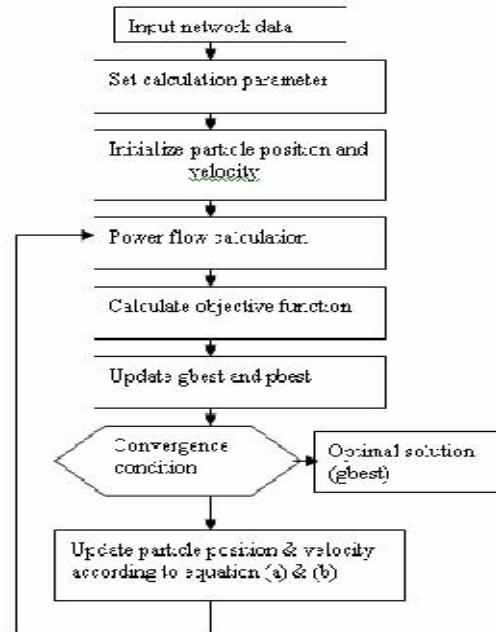 Input network data
Set calculation parameter
Initialize particle position and
velocity
Power flow calculation
Calculate objective function
Update gbest and pbest
Convergence
condition
Optimal solution
(gbest)
Update particle position & velocity
according to equation (a) & (b)